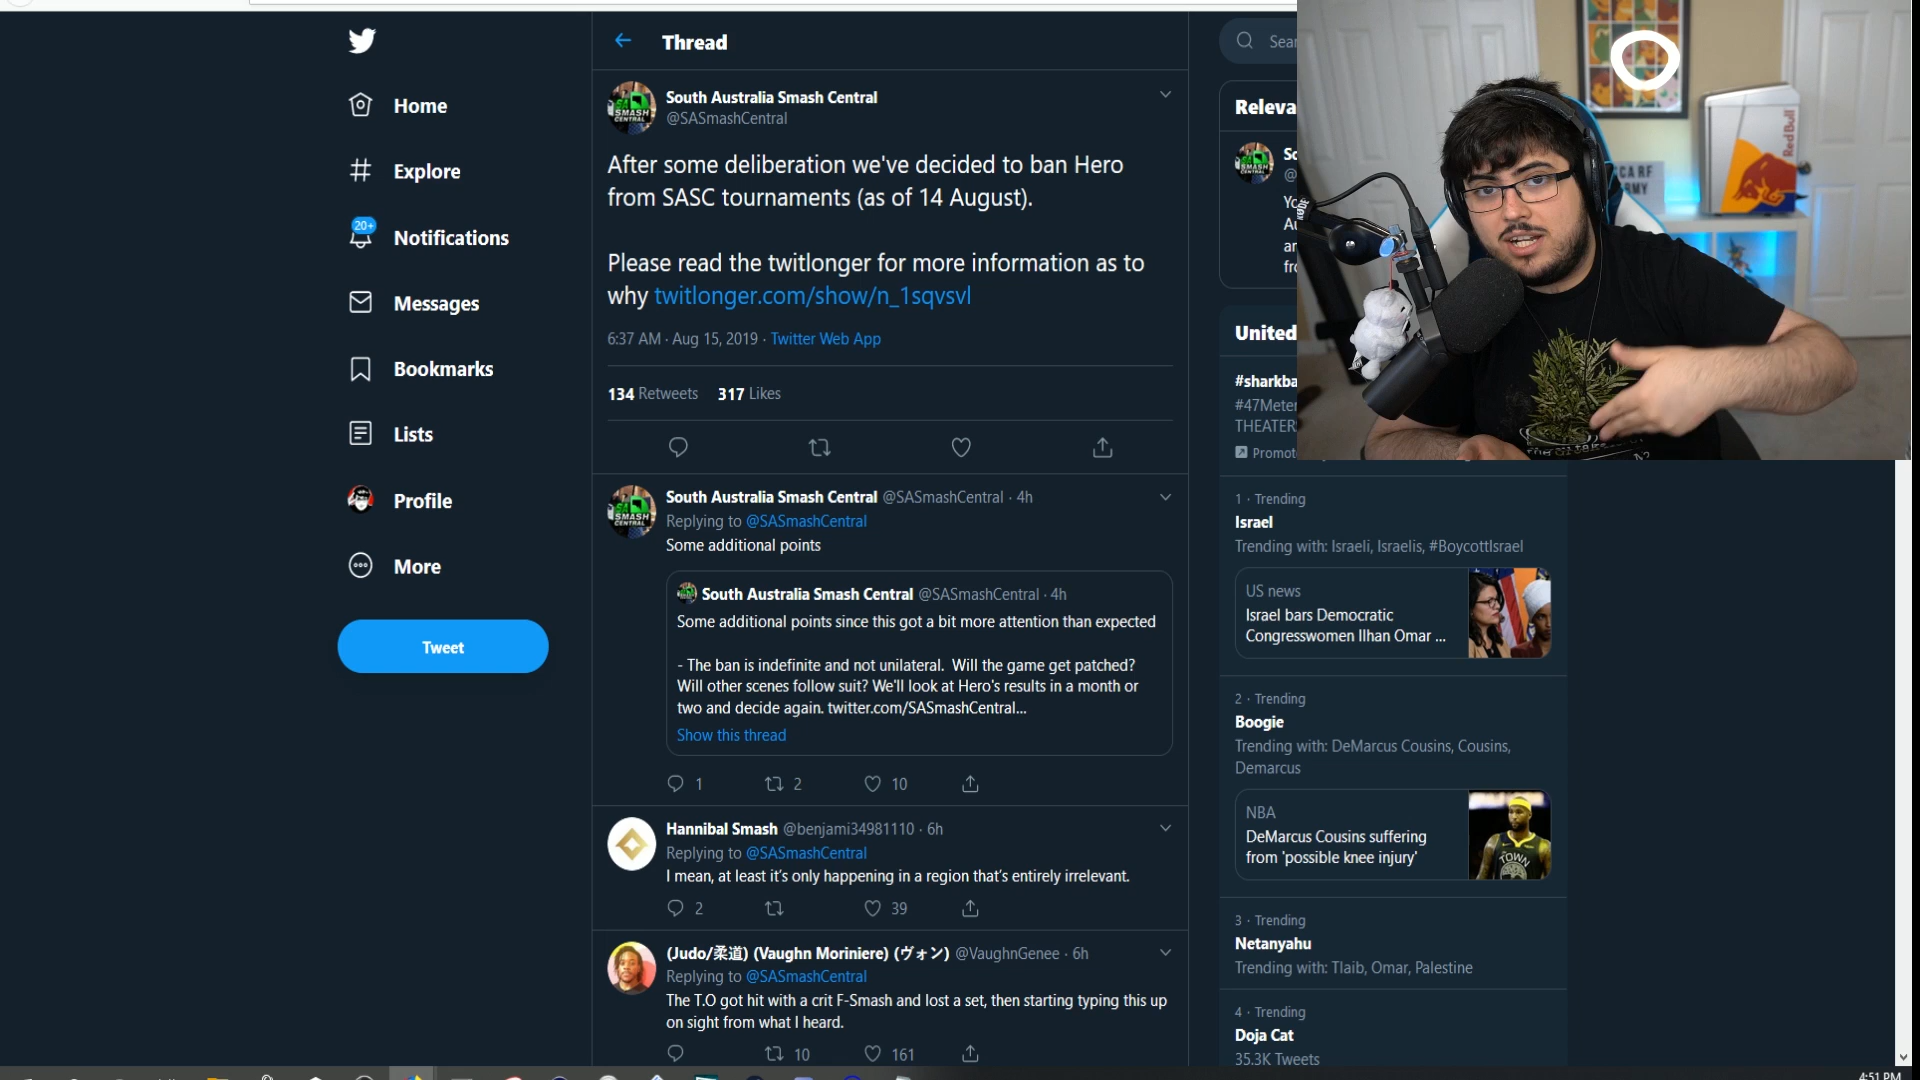 Thread
South Australia Smash Central
@SASmashCentral
After some deliberation we've decided to ban Hero
from SASC tournaments (as of 14 August).
Please read the twitlonger for more information as to
why twitlonger.com/show/n_1sqvsvl
6:37 AM · Aug 15, 2019 · Twitter Web App
134 Retweets 317 Likes
South Australia Smash Central @SASmashCentral · 4h
Replying to @SASmashCentral
Some additional points
South Australia Smash Central @SASmashCentral · 4h
Some additional points since this got a bit more attention than expected
- The ban is indefinite and not unilateral. Will the game get patched?
Will other scenes follow suit? We'll look at Hero's results in a month or
two and decide again. twitter.com/SASmashCentral...
Show this thread
1 2 10
Hannibal Smash @benjami34981110 · 6h
Replying to @SASmashCentral
I mean, at least it's only happening in a region that's entirely irrelevant.
2 39
(Judo/柔道) (Vaughn Moriniere) (ヴォン) @VaughnGenee · 6h
Replying to @SASmashCentral
The T.O got hit with a crit F-Smash and lost a set, then starting typing this up
on sight from what I heard.
10 161
Home
Explore
20+
Notifications
Messages
Bookmarks
Lists
Profile
More
Tweet
Sear
Releva
United
#sharkba
#47Meter
THEATER
Promote
1 · Trending
Israel
Trending with: Israeli, Israelis, #BoycottIsrael
US news
Israel bars Democratic
Congresswomen Ilhan Omar ...
2 · Trending
Boogie
Trending with: DeMarcus Cousins, Cousins,
Demarcus
NBA
DeMarcus Cousins suffering
from 'possible knee injury'
TOWN
3 · Trending
Netanyahu
Trending with: Tlaib, Omar, Palestine
4 · Trending
Doja Cat
35.3K Tweets
Red Bull
4:51 PM